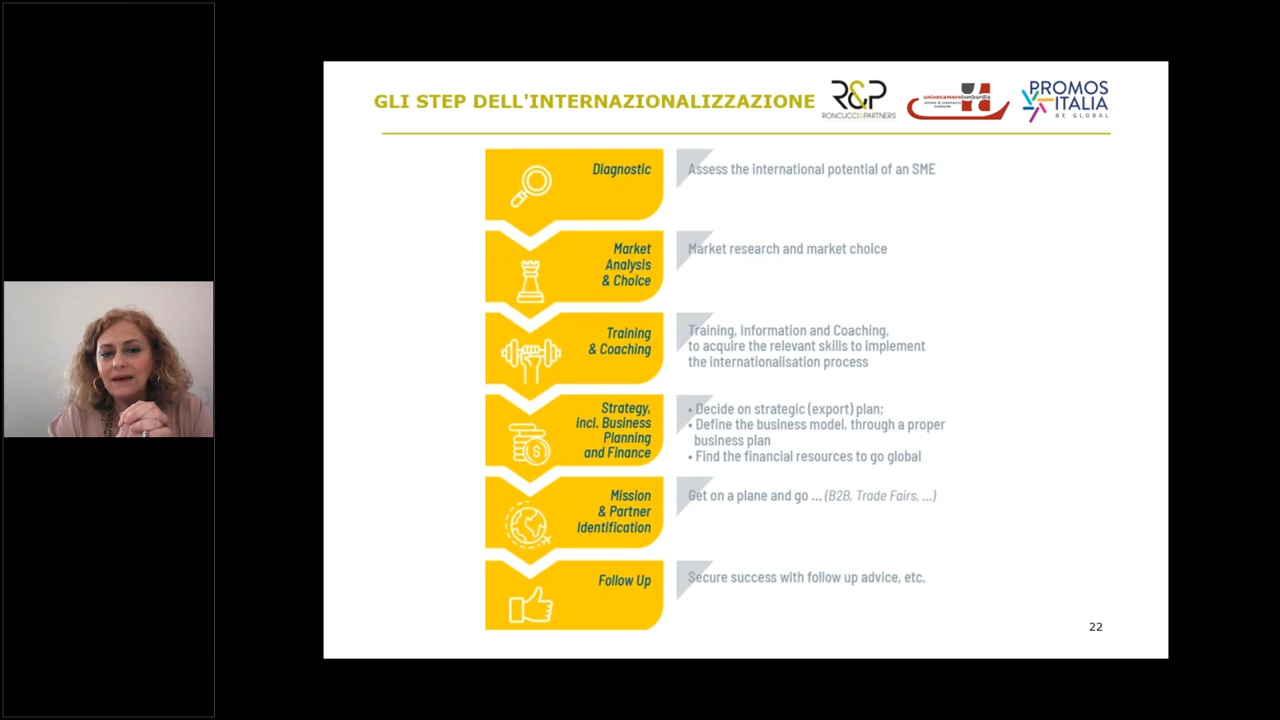 GLI STEP DELL'INTERNAZIONALIZZAZIONE
R&P
RONCUCCI&PARTNERS
unioncamerelombardia
PROMOS
ITALIA
BE GLOBAL
Diagnostic
Assess the international potential of an SME
Market
Analysis
& Choice
Market research and market choice
Training
& Coaching
Training, Information and Coaching,
to acquire the relevant skills to implement
the internationalisation process
Strategy,
incl. Business
Planning
and Finance
• Decide on strategic (export) plan;
• Define the business model, through a proper
business plan
• Find the financial resources to go global
Mission
& Partner
Identification
Get on a plane and go ... (B2B, Trade Fairs, ...)
Follow Up
Secure success with follow up advice, etc.
22